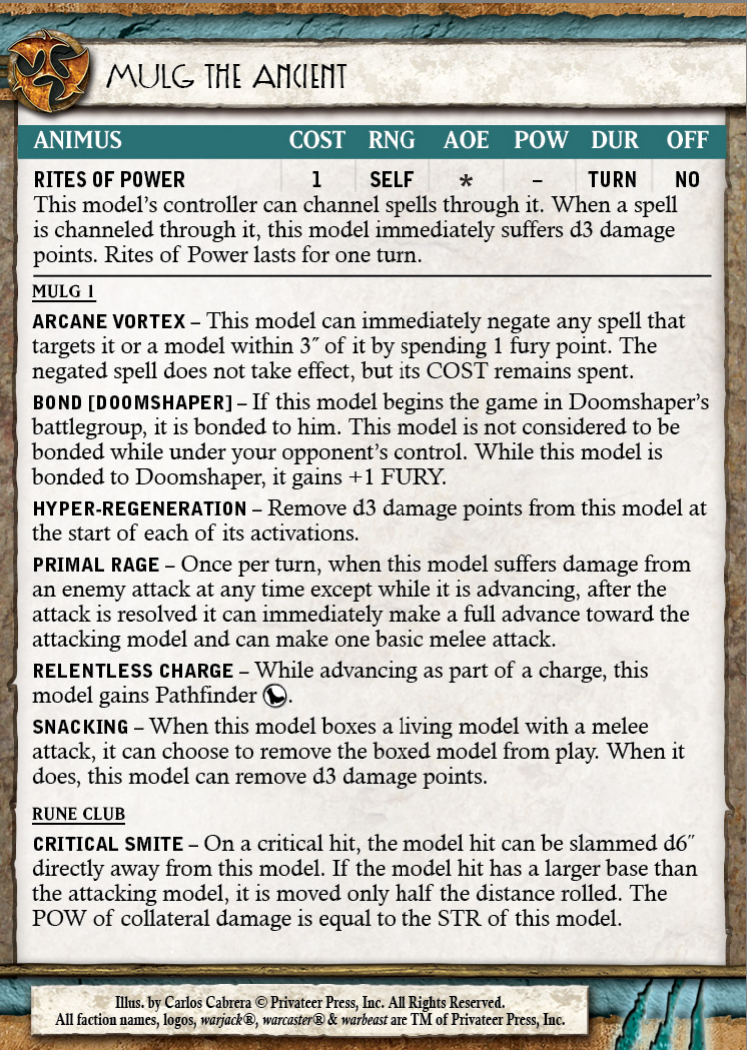 MULG THE ANCIENT
ANIMUS COST RNG AOE POW DUR OFF
RITES OF POWER 1 SELF * – TURN NO
This model's controller can channel spells through it. When a spell
is channeled through it, this model immediately suffers d3 damage
points. Rites of Power lasts for one turn.
MULG 1
ARCANE VORTEX – This model can immediately negate any spell that
targets it or a model within 3˝ of it by spending 1 fury point. The
negated spell does not take effect, but its COST remains spent.
BOND [DOOMSHAPER] – If this model begins the game in Doomshaper's
battlegroup, it is bonded to him. This model is not considered to be
bonded while under your opponent's control. While this model is
bonded to Doomshaper, it gains +1 FURY.
HYPER-REGENERATION – Remove d3 damage points from this model at
the start of each of its activations.
PRIMAL RAGE – Once per turn, when this model suffers damage from
an enemy attack at any time except while it is advancing, after the
attack is resolved it can immediately make a full advance toward the
attacking model and can make one basic melee attack.
RELENTLESS CHARGE – While advancing as part of a charge, this
model gains Pathfinder .
SNACKING – When this model boxes a living model with a melee
attack, it can choose to remove the boxed model from play. When it
does, this model can remove d3 damage points.
RUNE CLUB
CRITICAL SMITE – On a critical hit, the model hit can be slammed d6˝
directly away from this model. If the model hit has a larger base than
the attacking model, it is moved only half the distance rolled. The
POW of collateral damage is equal to the STR of this model.
Illus. by Carlos Cabrera © Privateer Press, Inc. All Rights Reserved.
All faction names, logos, warjack®, warcaster® & warbeast are TM of Privateer Press, Inc.